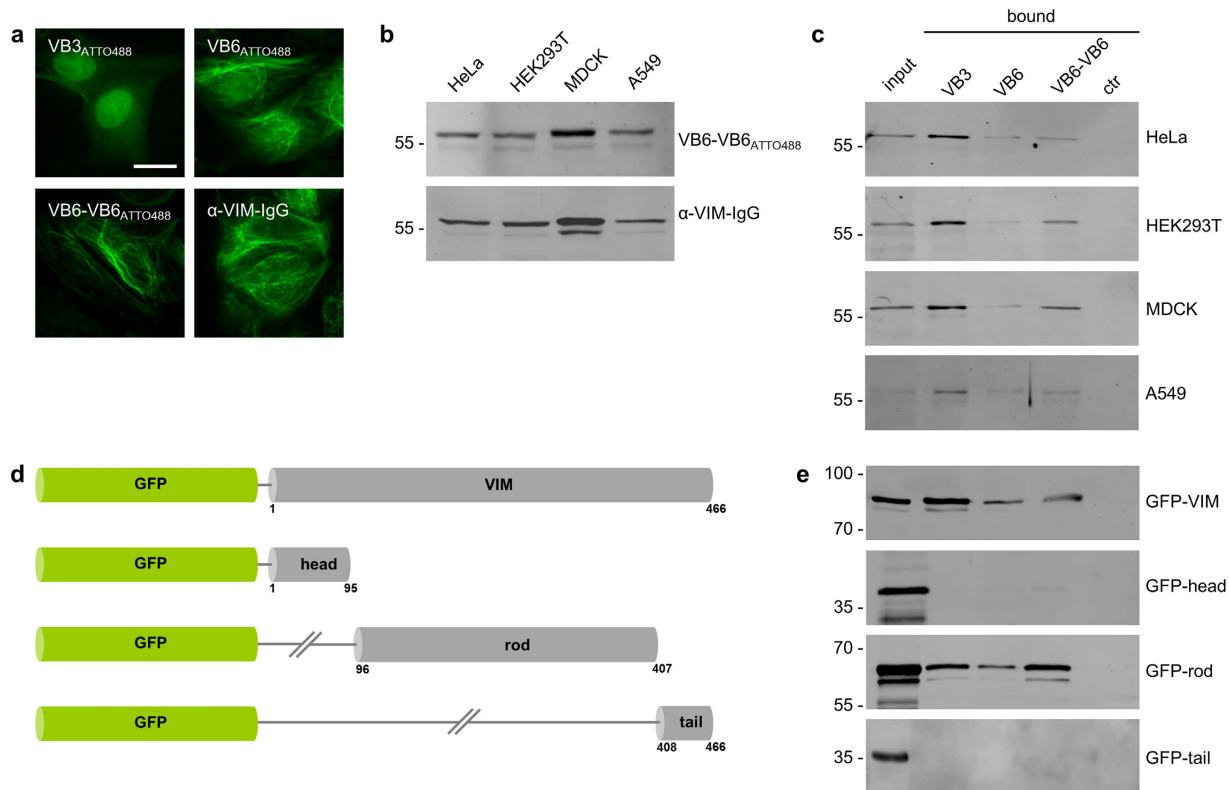 a
VB3ATTO488
VB6ATTO488
VB6-VB6ATTO488
α-VIM-IgG
b
HeLa
HEK293T
MDCK
A549
55 -
VB6-VB6ATTO488
55 -
α-VIM-IgG
c
bound
input
VB3
VB6
VB6-VB6
ctr
55 -
HeLa
55 -
HEK293T
55 -
MDCK
55 -
A549
d
GFP
VIM
1
466
GFP
head
1
95
GFP
rod
96
407
GFP
tail
408
466
e
100 -
70 -
GFP-VIM
35 -
GFP-head
70 -
55 -
GFP-rod
35 -
GFP-tail